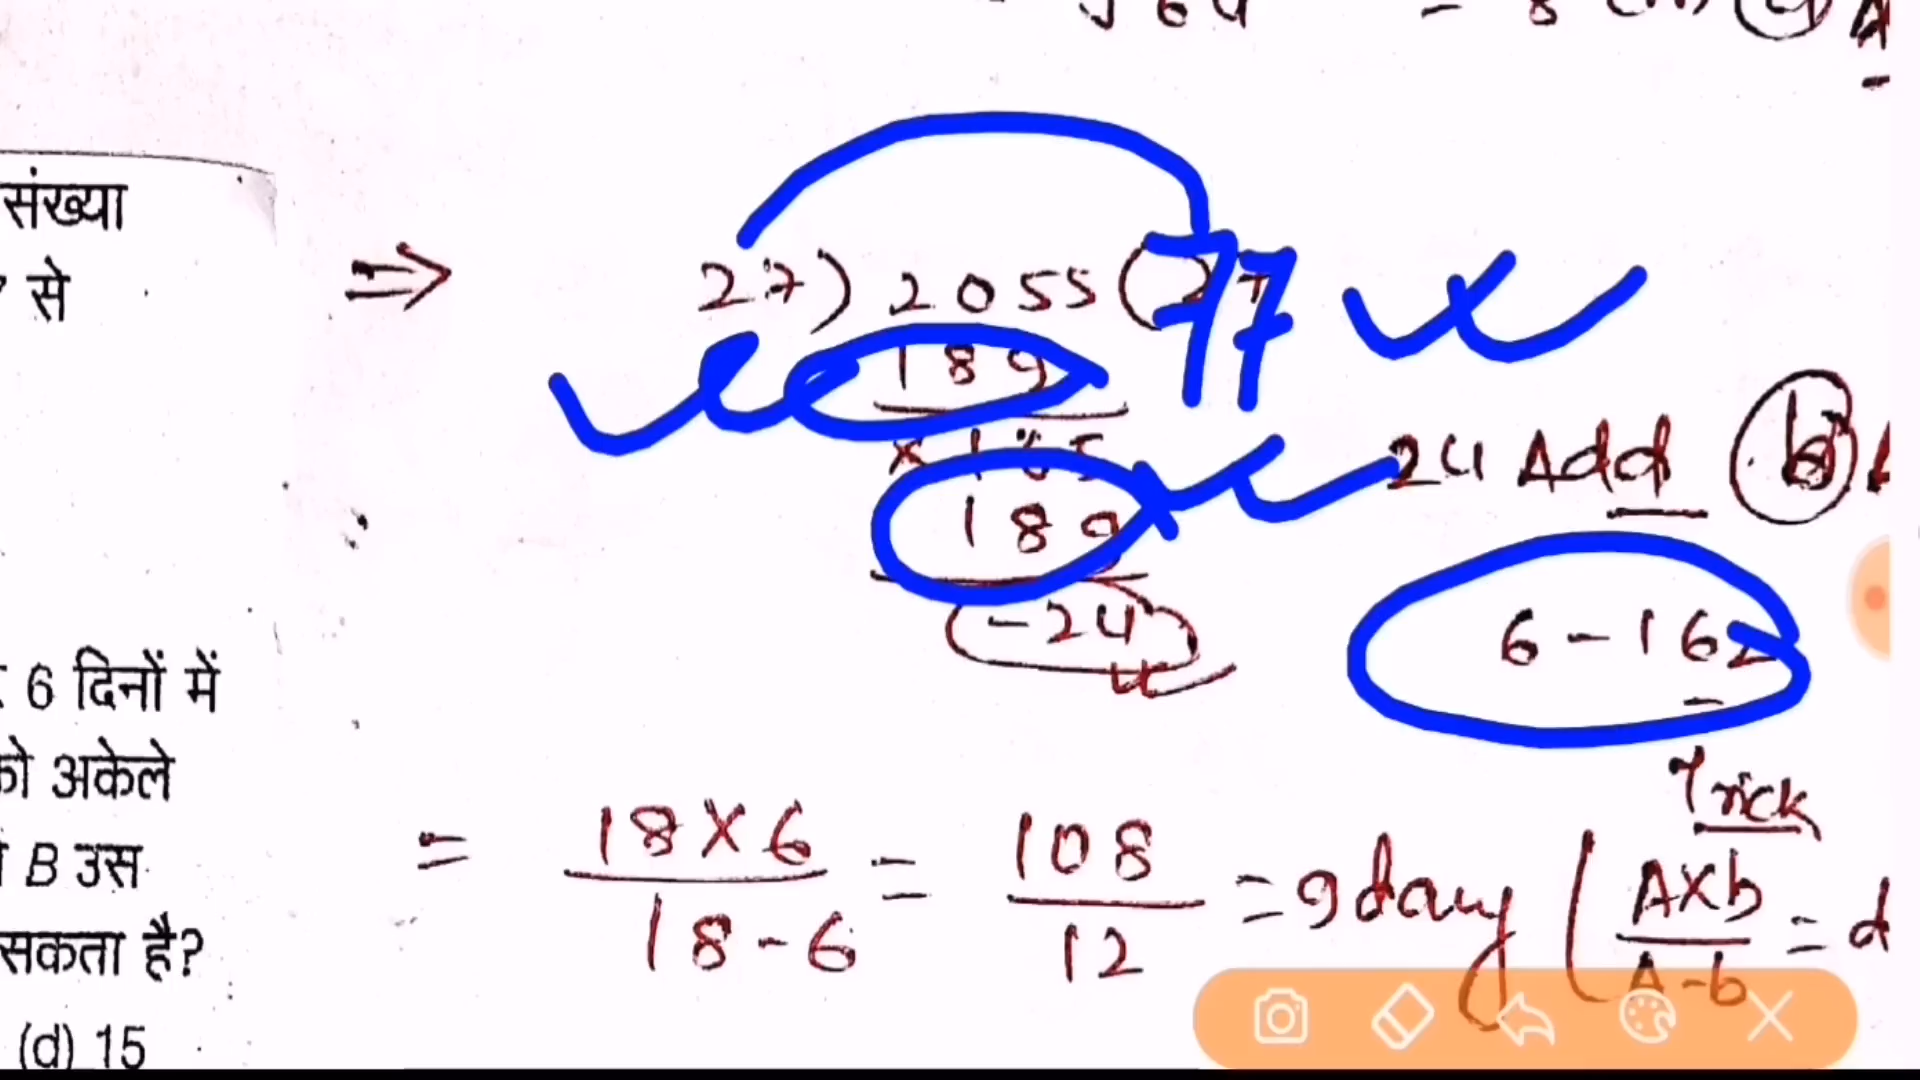 संख्या
से
⇒ 27) 2055 (77
189
× 165
189
-24
24 Add (b)
6-162
6 दिनों में
को अकेले
B उस
सकता है?
(d) 15
Trick
= 18×6 / 18-6 = 108 / 12 = 9 day ( A×b / A-b = d